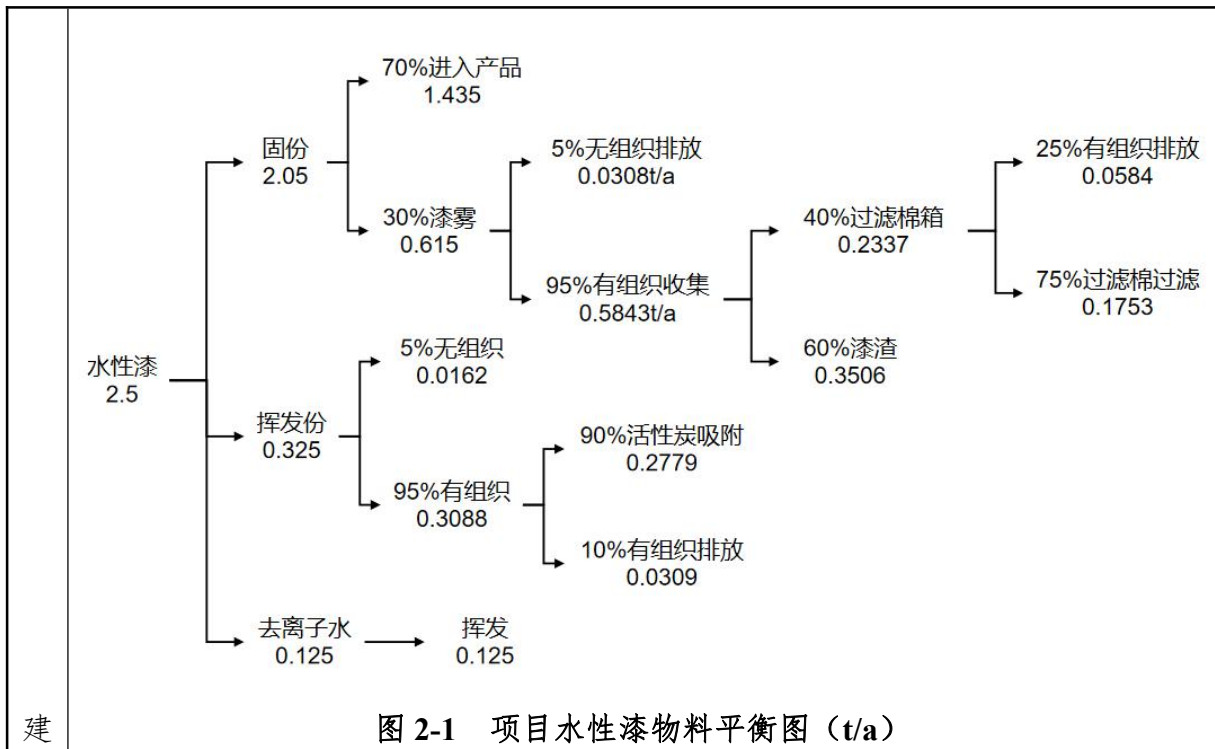 70%进入产品
1.435
固份
2.05
5%无组织排放
0.0308t/a
25%有组织排放
0.0584
30%漆雾
0.615
40%过滤棉箱
0.2337
95%有组织收集
0.5843t/a
75%过滤棉过滤
0.1753
5%无组织
0.0162
60%漆渣
0.3506
水性漆
2.5
挥发份
0.325
90%活性炭吸附
0.2779
95%有组织
0.3088
10%有组织排放
0.0309
去离子水
0.125
挥发
0.125
建
图 2-1 项目水性漆物料平衡图（t/a）